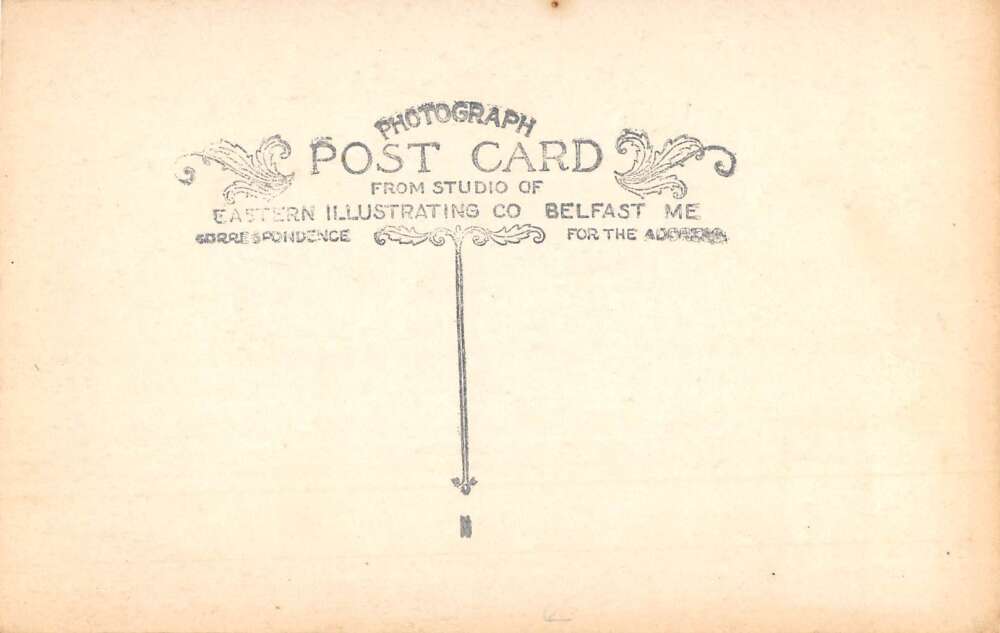 PHOTOGRAPH
POST CARD
FROM STUDIO OF
EASTERN ILLUSTRATING CO BELFAST ME
CORRESPONDENCE FOR THE ADDRESS